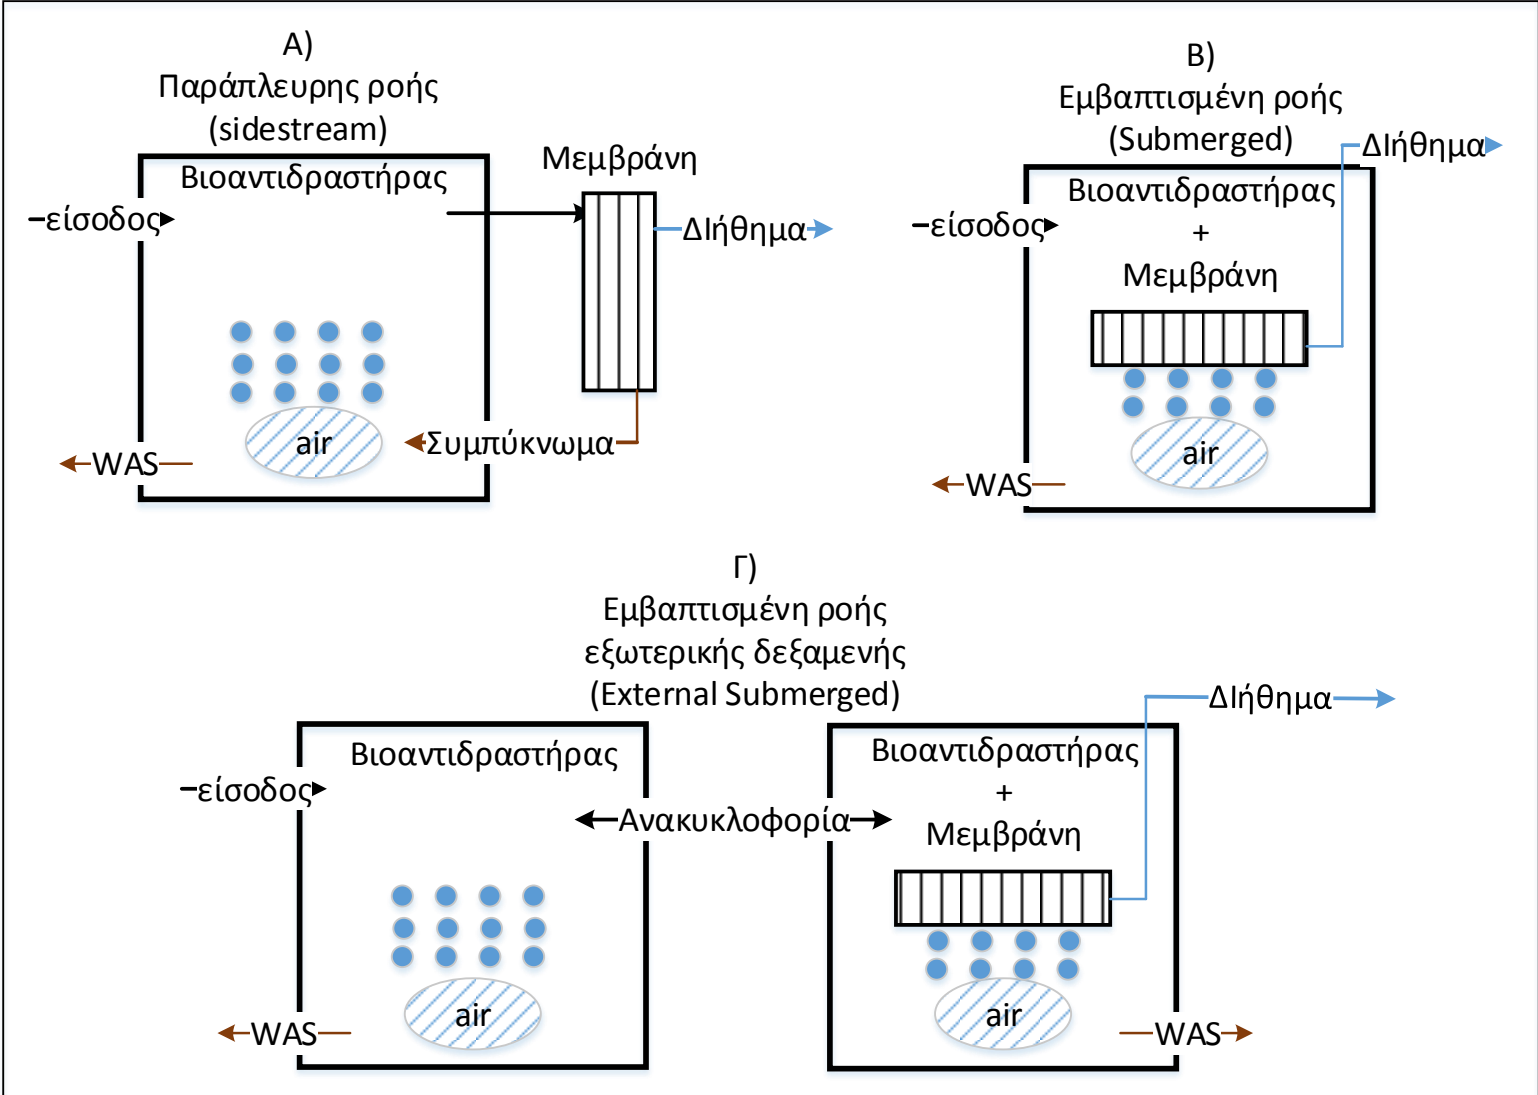 Α)
Παράπλευρης ροής
(sidestream)
Βιοαντιδραστήρας
Μεμβράνη
είσοδος
ΔΙήθημα
air
Συμπύκνωμα
WAS
Β)
Εμβαπτισμένη ροής
(Submerged)
ΔΙήθημα
Βιοαντιδραστήρας
+
Μεμβράνη
είσοδος
air
WAS
Γ)
Εμβαπτισμένη ροής
εξωτερικής δεξαμενής
(External Submerged)
Βιοαντιδραστήρας
είσοδος
Ανακυκλοφορία
air
WAS
ΔΙήθημα
Βιοαντιδραστήρας
+
Μεμβράνη
air
WAS